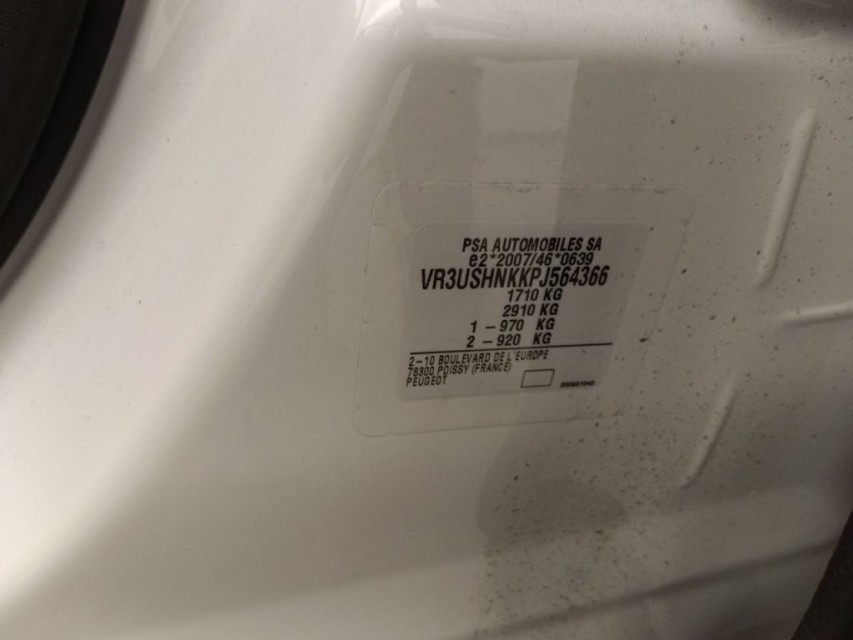 PSA AUTOMOBILES SA
e2*2007/46*0639
VR3USHNKKPJ564366
1710 KG
2910 KG
1 - 970 KG
2 - 920 KG
2-10 BOULEVARD DE L'EUROPE
78300 POISSY (FRANCE)
PEUGEOT